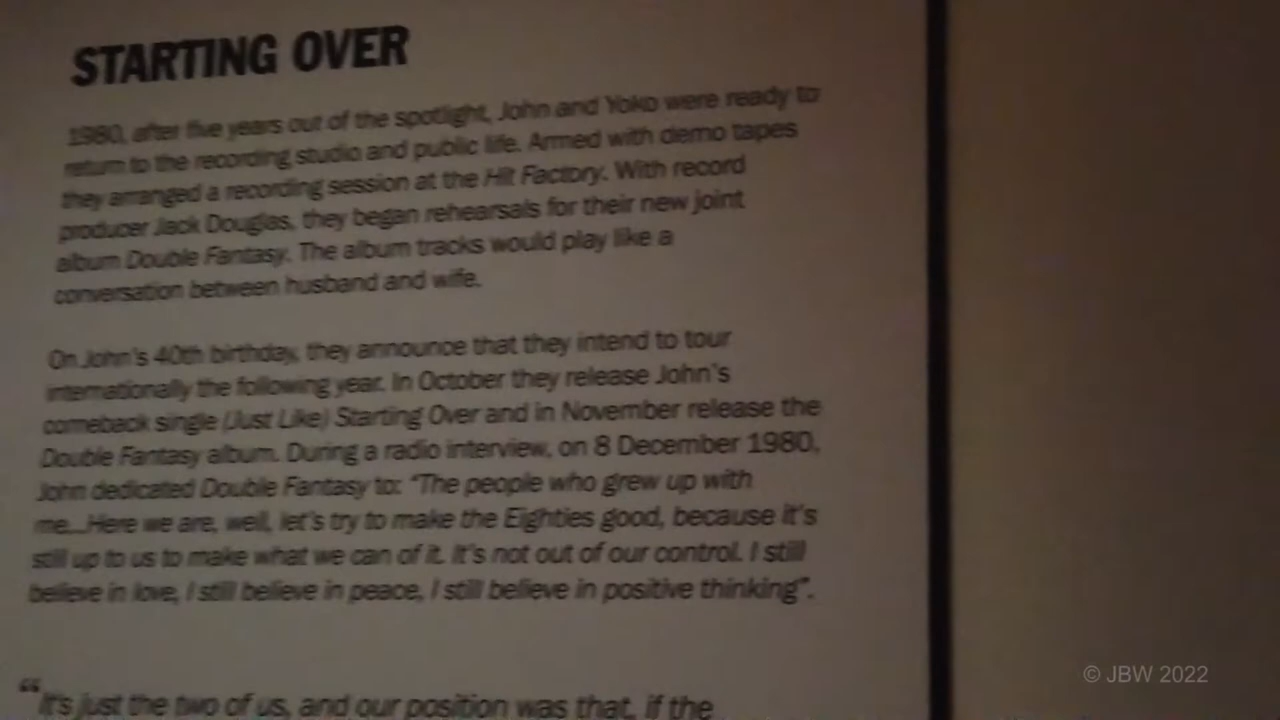 STARTING OVER
1980, after five years out of the spotlight, John and Yoko were ready to
return to the recording studio and public life. Armed with demo tapes
they arranged a recording session at the Hit Factory. With record
producer Jack Douglas, they began rehearsals for their new joint
album Double Fantasy. The album tracks would play like a
conversation between husband and wife.
On John's 40th birthday, they announce that they intend to tour
internationally the following year. In October they release John's
comeback single (Just Like) Starting Over and in November release the
Double Fantasy album. During a radio interview, on 8 December 1980,
John dedicated Double Fantasy to: “The people who grew up with
me...Here we are, well, let's try to make the Eighties good, because it's
still up to us to make what we can of it. It's not out of our control. I still
believe in love, I still believe in peace, I still believe in positive thinking”.
“It's just the two of us, and our position was that, if the
© JBW 2022